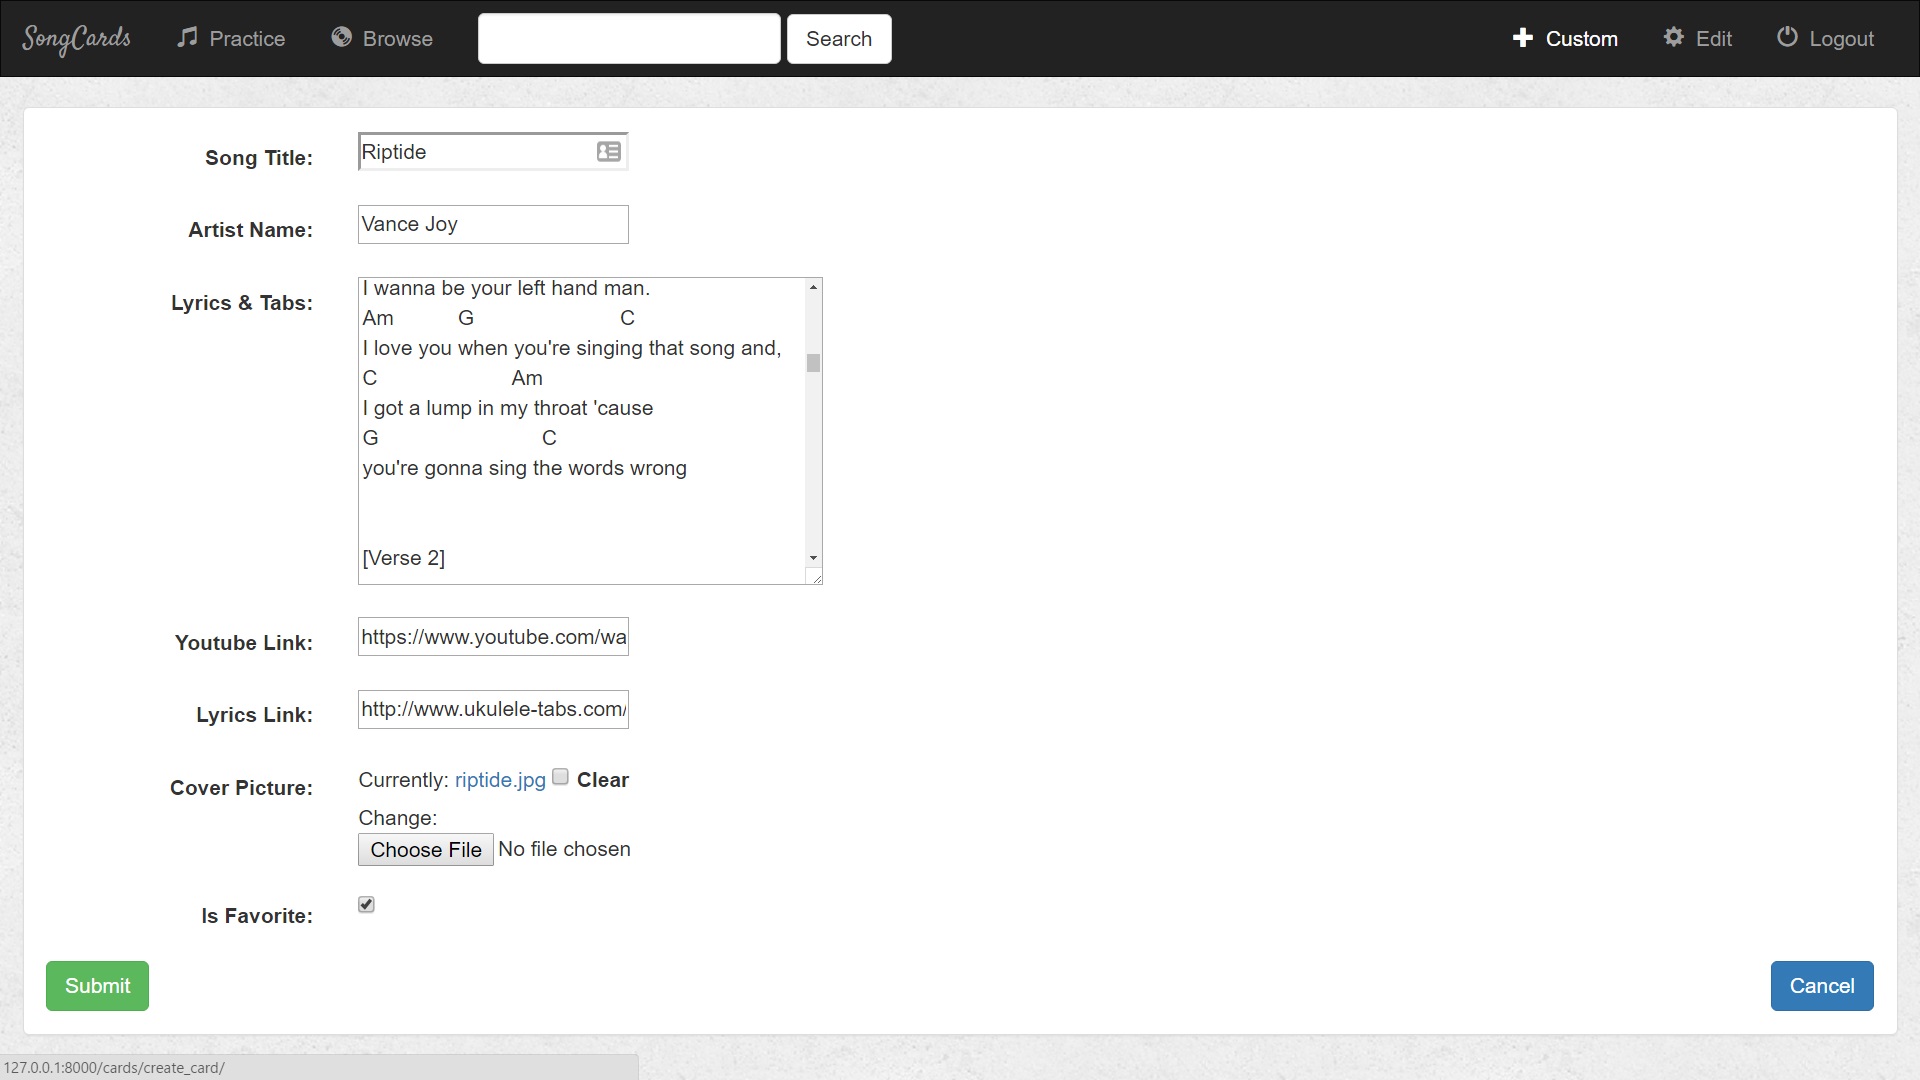 SongCards Practice Browse Search Custom Edit Logout
Song Title: Riptide
Artist Name: Vance Joy
Lyrics & Tabs:
I wanna be your left hand man.
Am G C
I love you when you're singing that song and,
C Am
I got a lump in my throat 'cause
G C
you're gonna sing the words wrong
[Verse 2]
Youtube Link: https://www.youtube.com/wa
Lyrics Link: http://www.ukulele-tabs.com/
Cover Picture: Currently: riptide.jpg Clear
Change:
Choose File No file chosen
Is Favorite:
Submit Cancel
127.0.0.1:8000/cards/create_card/